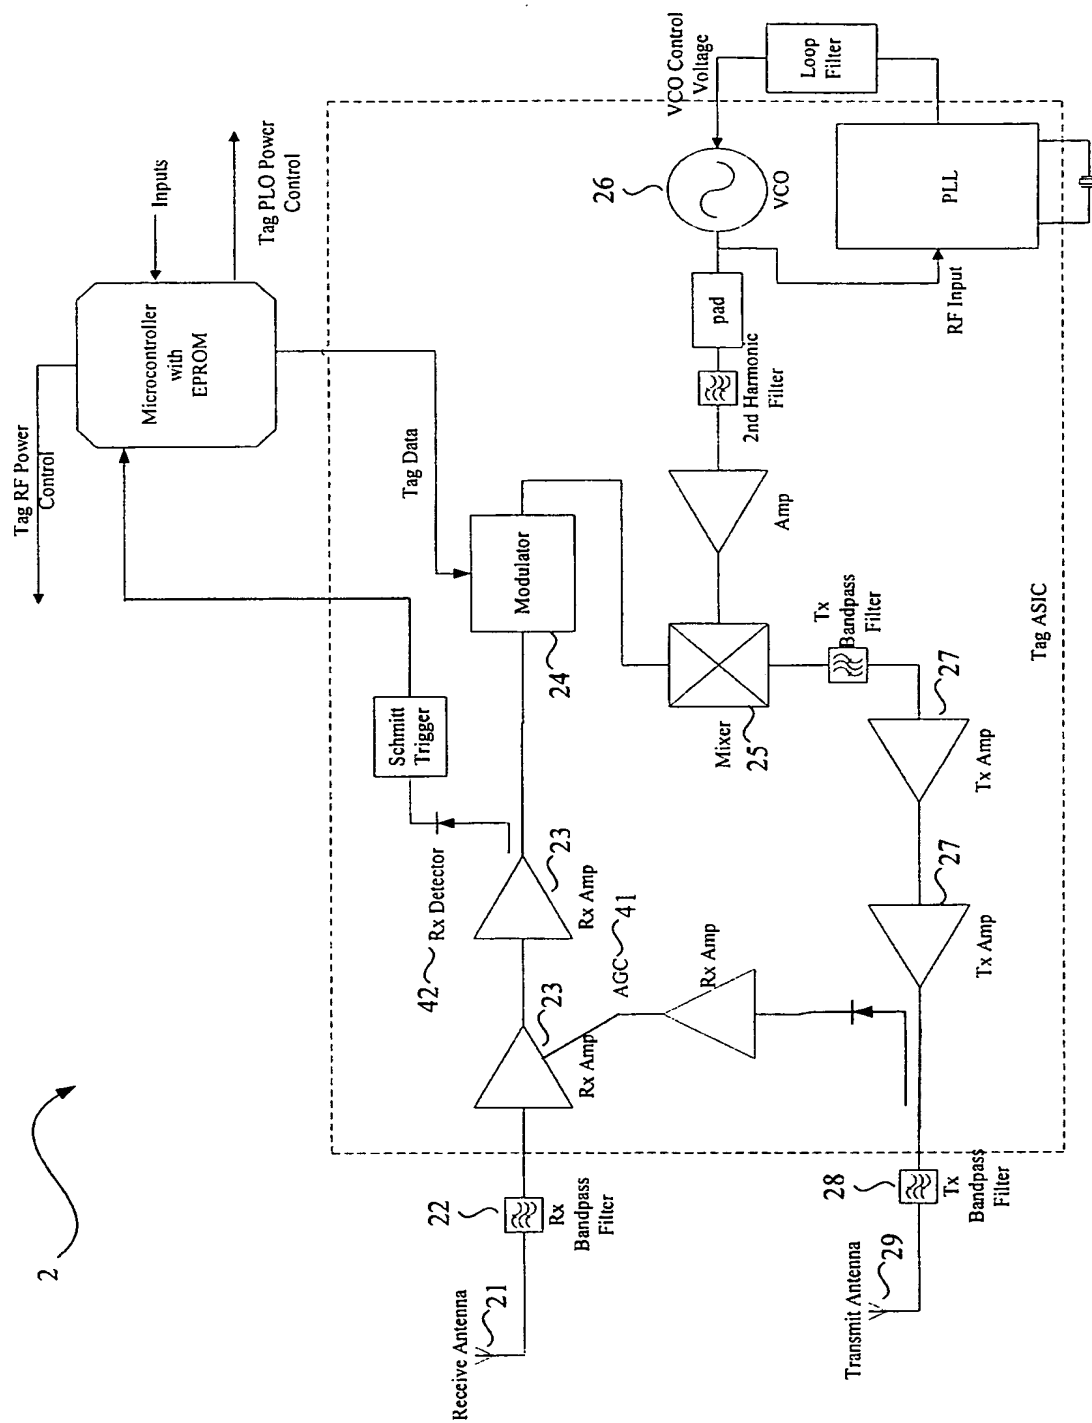 2
Tag RF Power
Control
Microcontroller
with
EPROM
Inputs
Tag PLO Power
Control
Tag Data
Receive Antenna
21
22
Rx
Bandpass
Filter
Rx Amp
23
Rx Amp
23
42
Rx Detector
Schmitt
Trigger
Modulator
24
AGC
41
Rx Amp
Mixer
25
Amp
2nd Harmonic
Filter
pad
26
VCO
VCO Control
Voltage
Loop
Filter
PLL
RF Input
Tx
Bandpass
Filter
27
Tx Amp
27
Tx Amp
Tag ASIC
28
Tx
Bandpass
Filter
Transmit Antenna
29